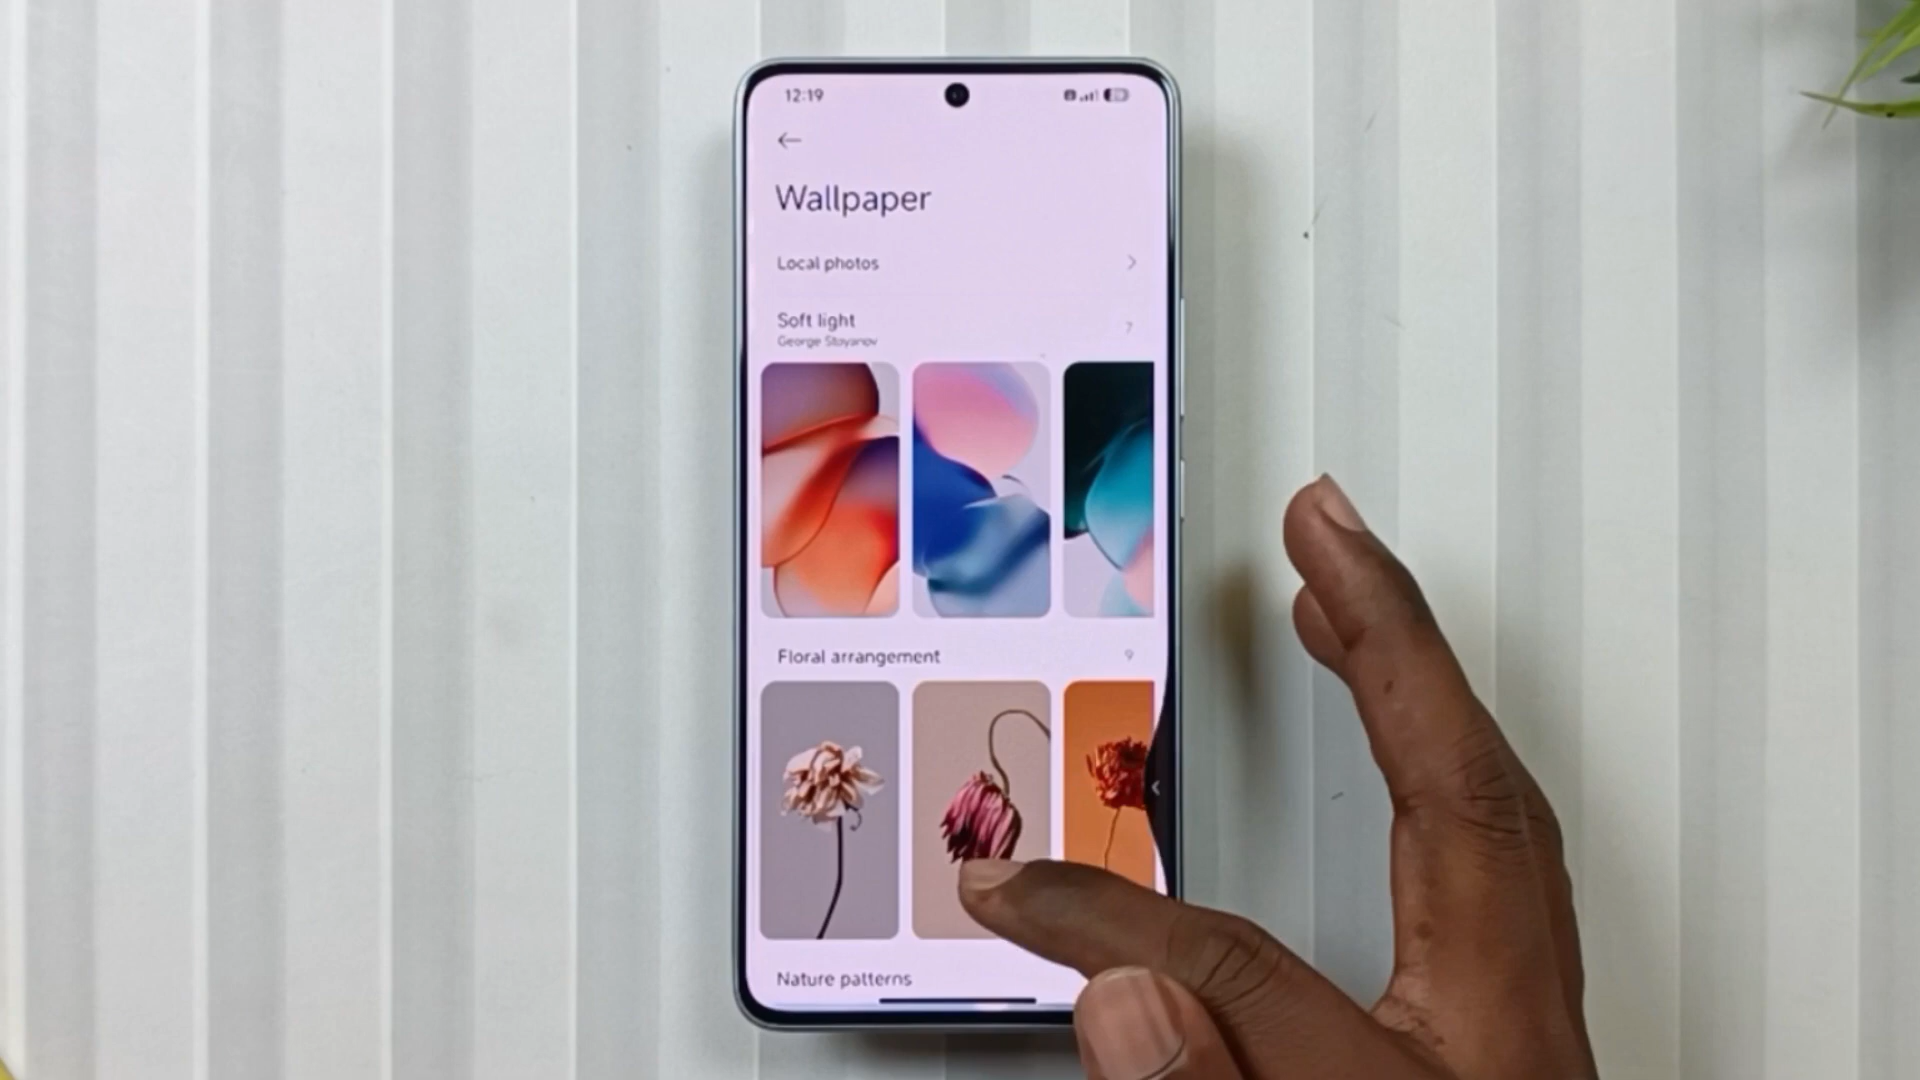 12:19
Wallpaper
Local photos
Soft light
7
George Stoyanov
Floral arrangement
9
Nature patterns